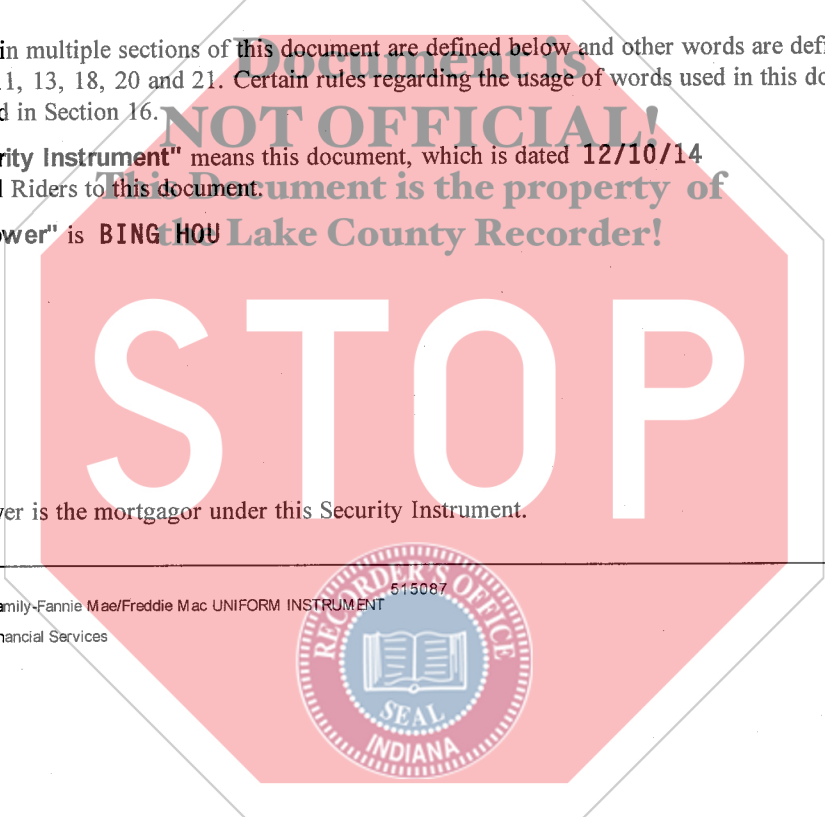 in multiple sections of this document are defined below and other words are defi
11, 13, 18, 20 and 21. Certain rules regarding the usage of words used in this do
d in Section 16.
Document is
NOT OFFICIAL!
rity Instrument" means this document, which is dated 12/10/14
l Riders to this document.
This Document is the property of
the Lake County Recorder!
ower" is BING HOU
STOP
ver is the mortgagor under this Security Instrument.
amily-Fannie Mae/Freddie Mac UNIFORM INSTRUMENT
515087
nancial Services
RECORDER'S OFFICE
SEAL
INDIANA